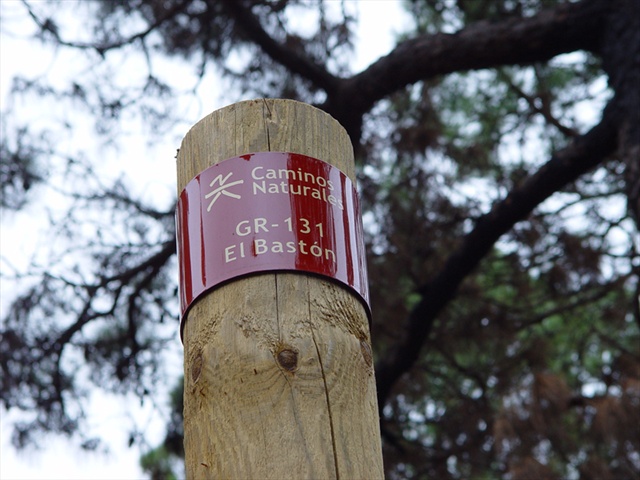 Caminos
Naturales
GR-131
El Bastón